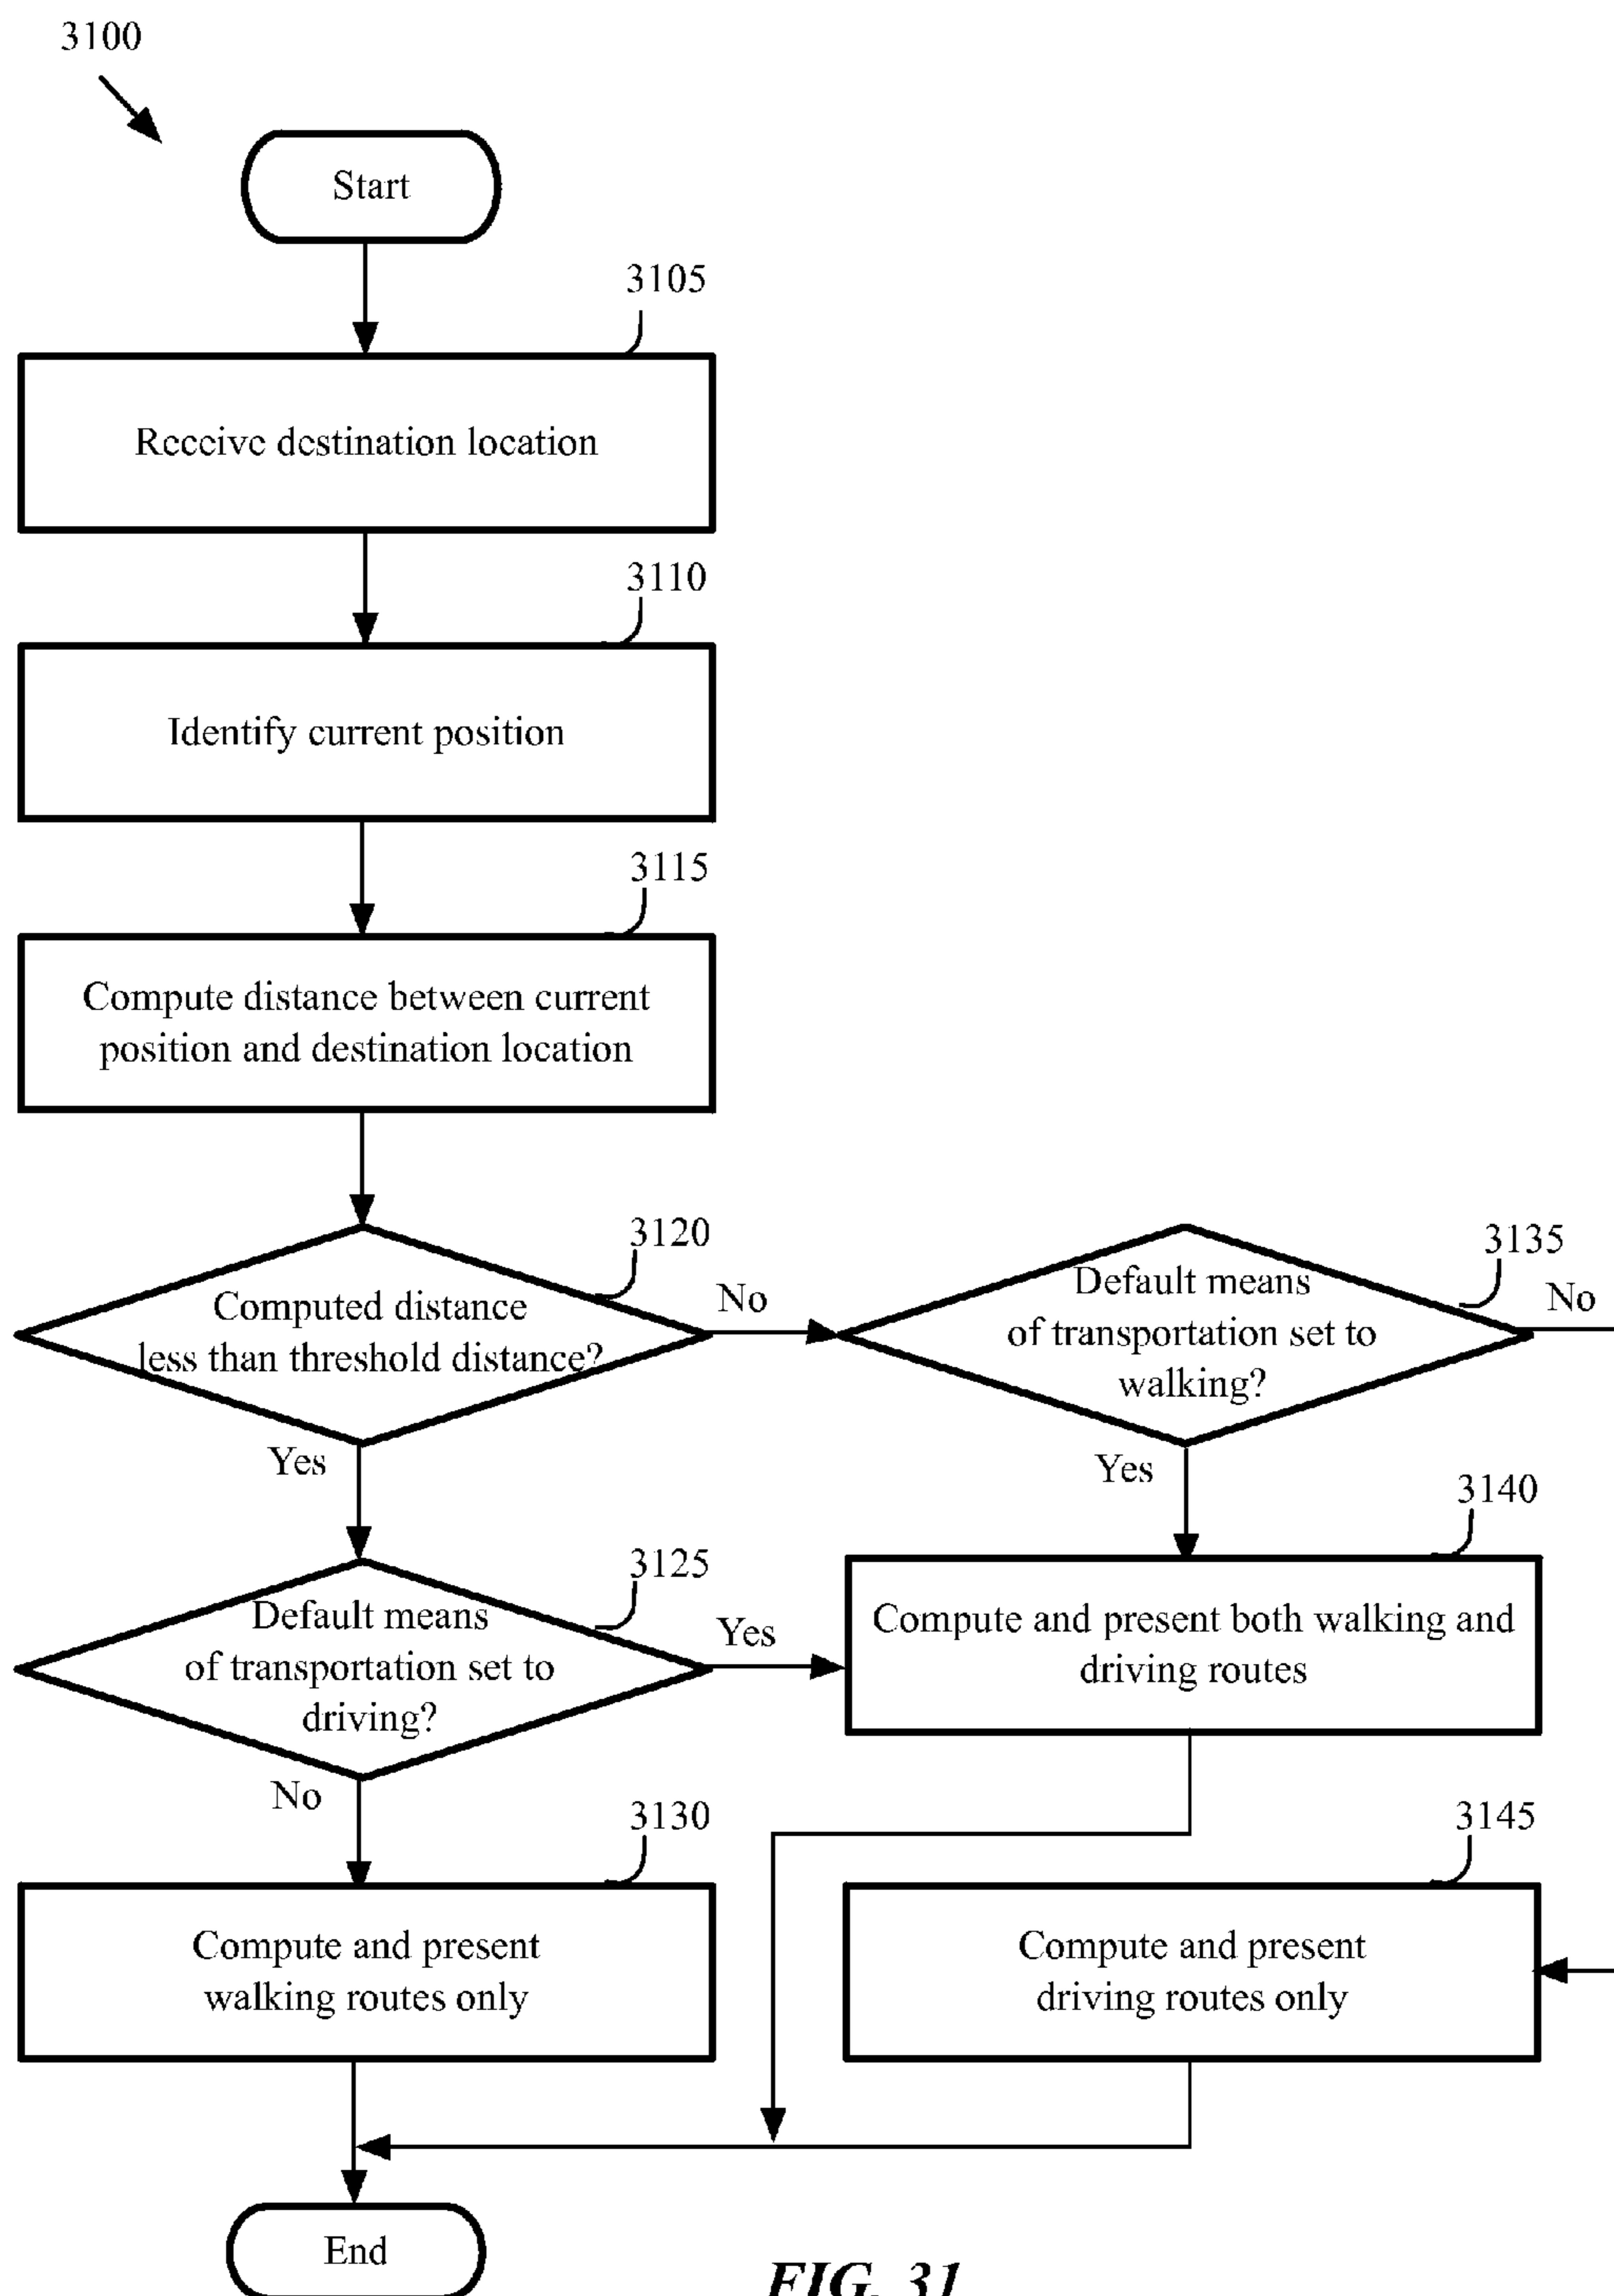 3100
Start
3105
Receive destination location
3110
Identify current position
3115
Compute distance between current
position and destination location
3120
Computed distance
less than threshold distance?
No
3135
Default means
of transportation set to
walking?
No
Yes
Yes
3125
Default means
of transportation set to
driving?
Yes
3140
Compute and present both walking and
driving routes
No
3130
Compute and present
walking routes only
3145
Compute and present
driving routes only
End
FIG. 31